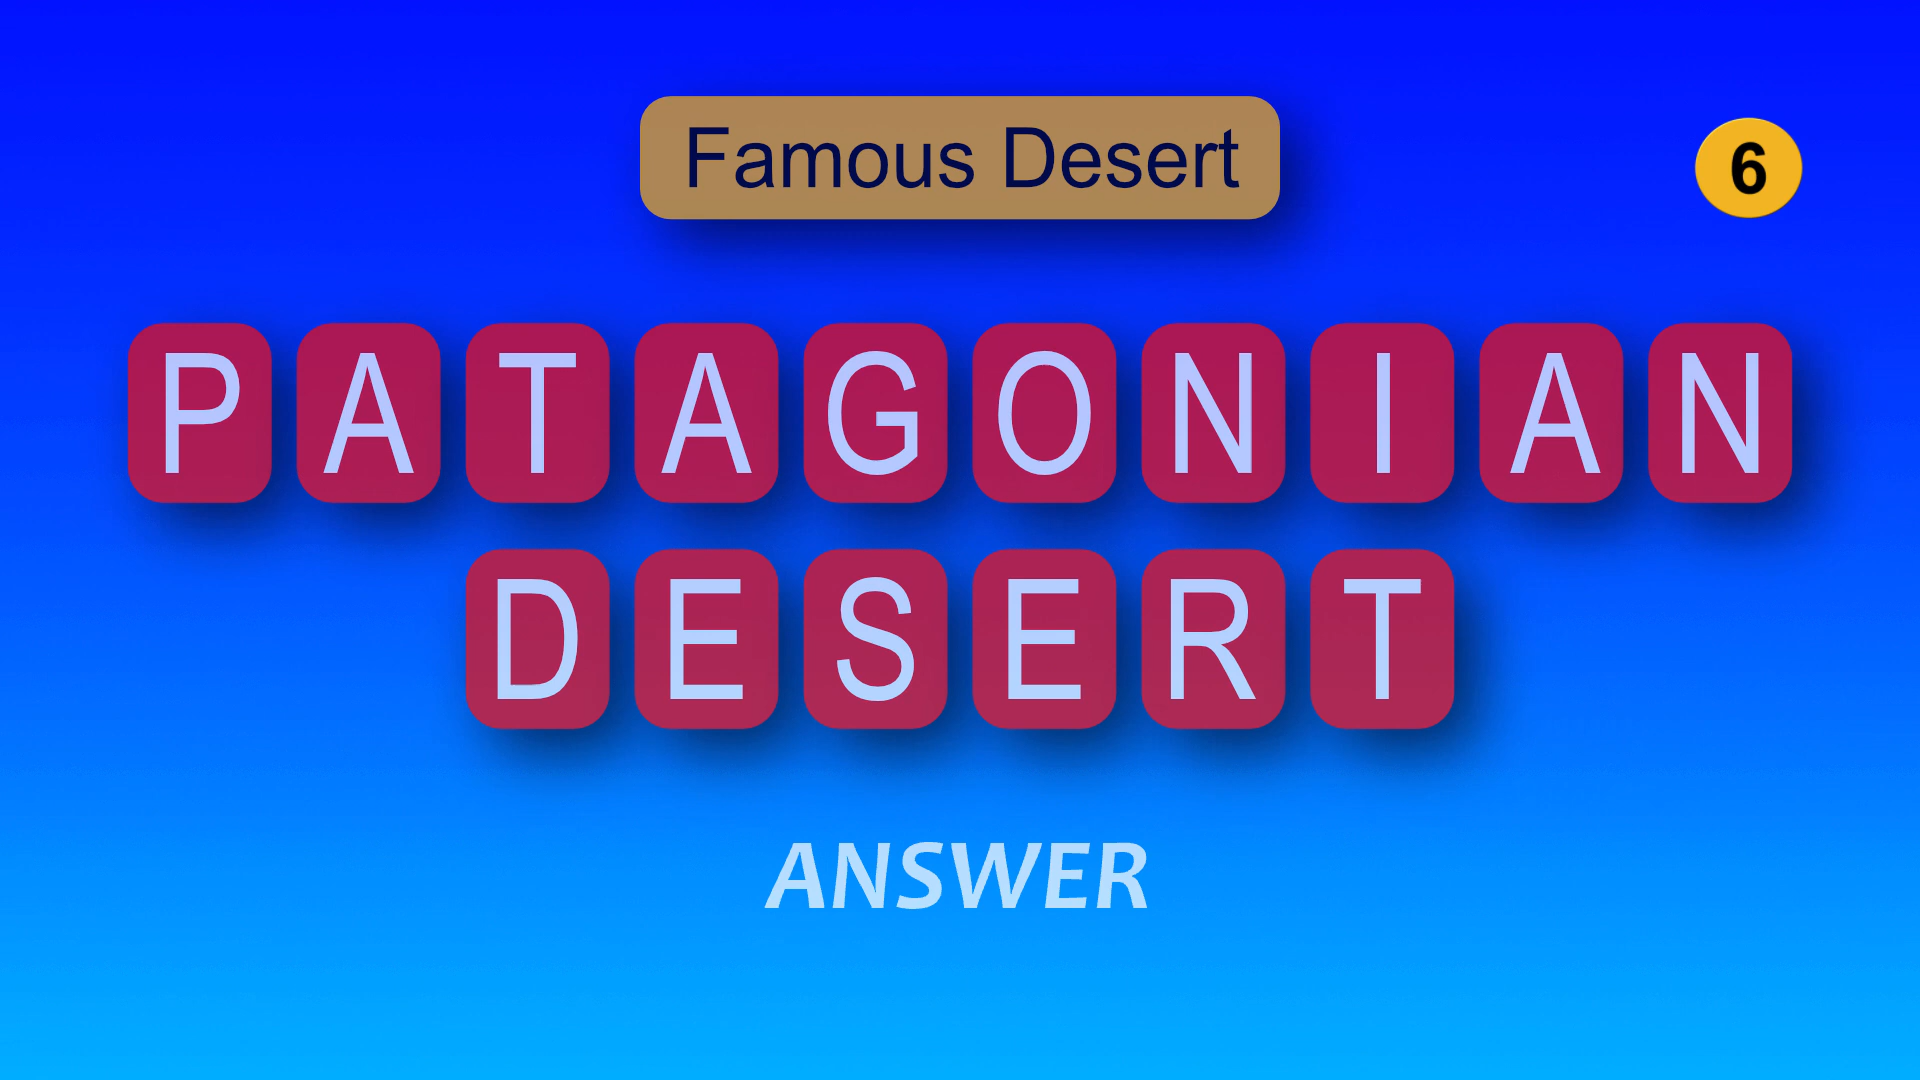 Famous Desert
6
PATAGONIAN
DESERT
ANSWER